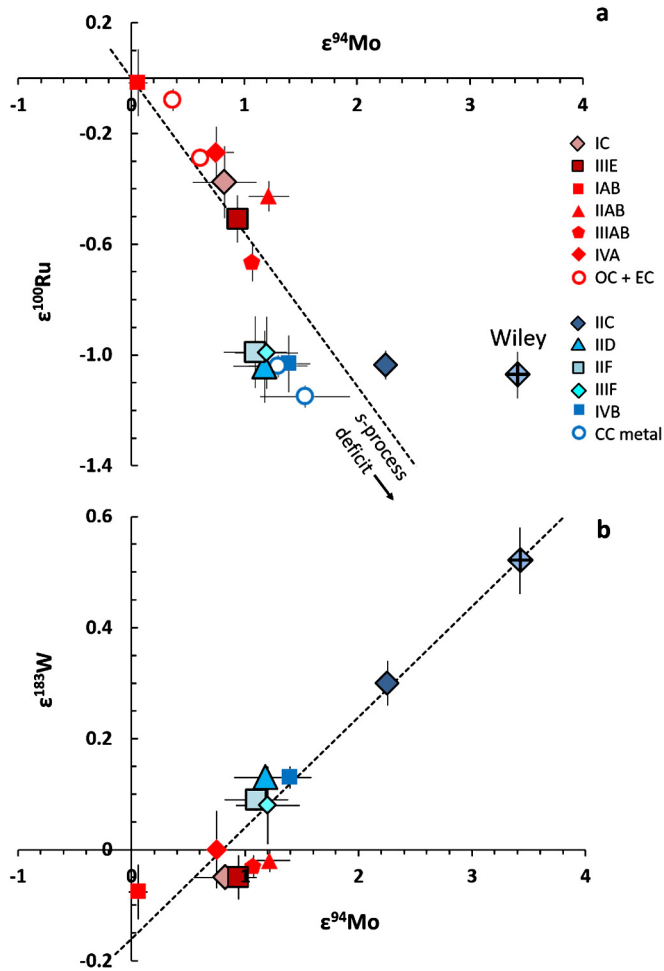 a
ε94Mo
0.2
-1
0
1
2
3
4
-0.2
-0.6
-1.0
-1.4
ε100Ru
Wiley
s-process
deficit
IC
IIIE
IAB
IIAB
IIIAB
IVA
OC + EC
IIC
IID
IIF
IIIF
IVB
CC metal
b
0.6
0.4
0.2
0
-0.2
ε183W
-1
0
1
2
3
4
ε94Mo